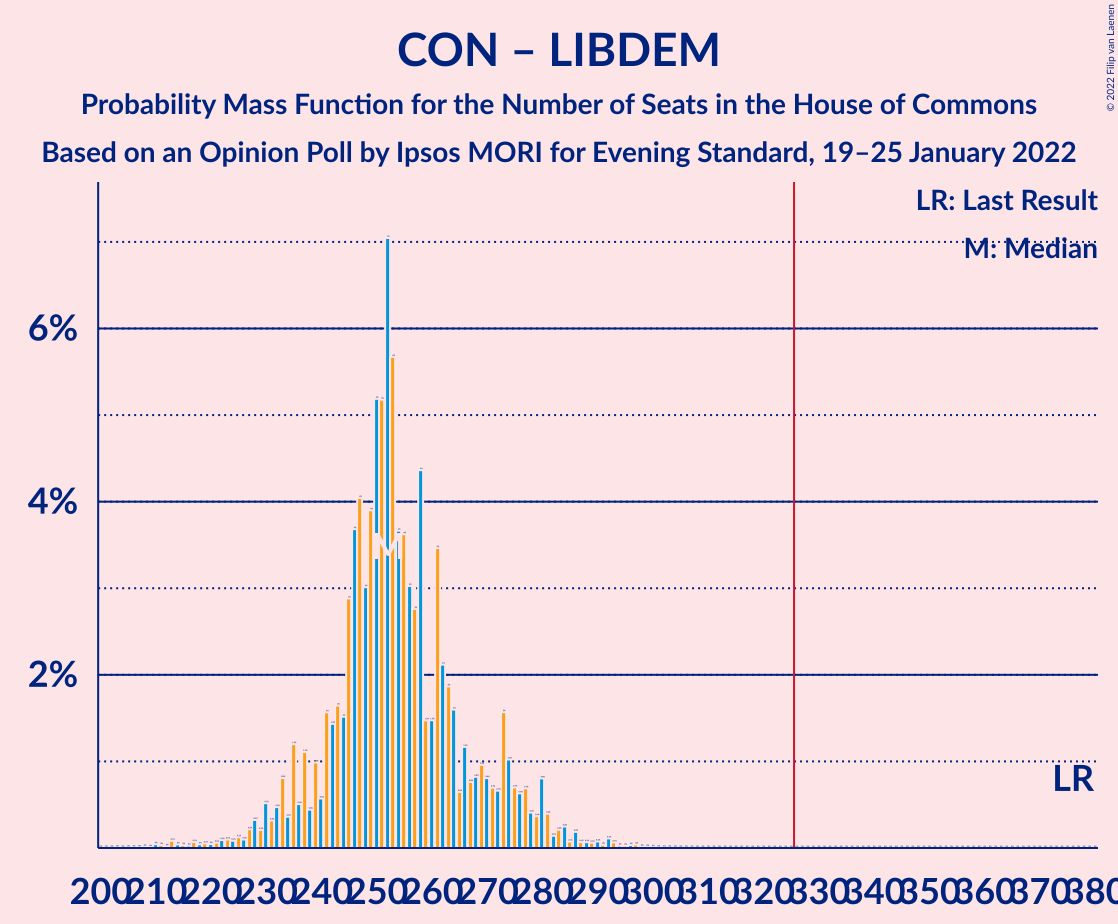 CON – LIBDEM
Probability Mass Function for the Number of Seats in the House of Commons
Based on an Opinion Poll by Ipsos MORI for Evening Standard, 19–25 January 2022
© 2022 Filip van Laenen
LR: Last Result
M: Median
6%
4%
2%
M
LR
200 210 220 230 240 250 260 270 280 290 300 310 320 330 340 350 360 370 380